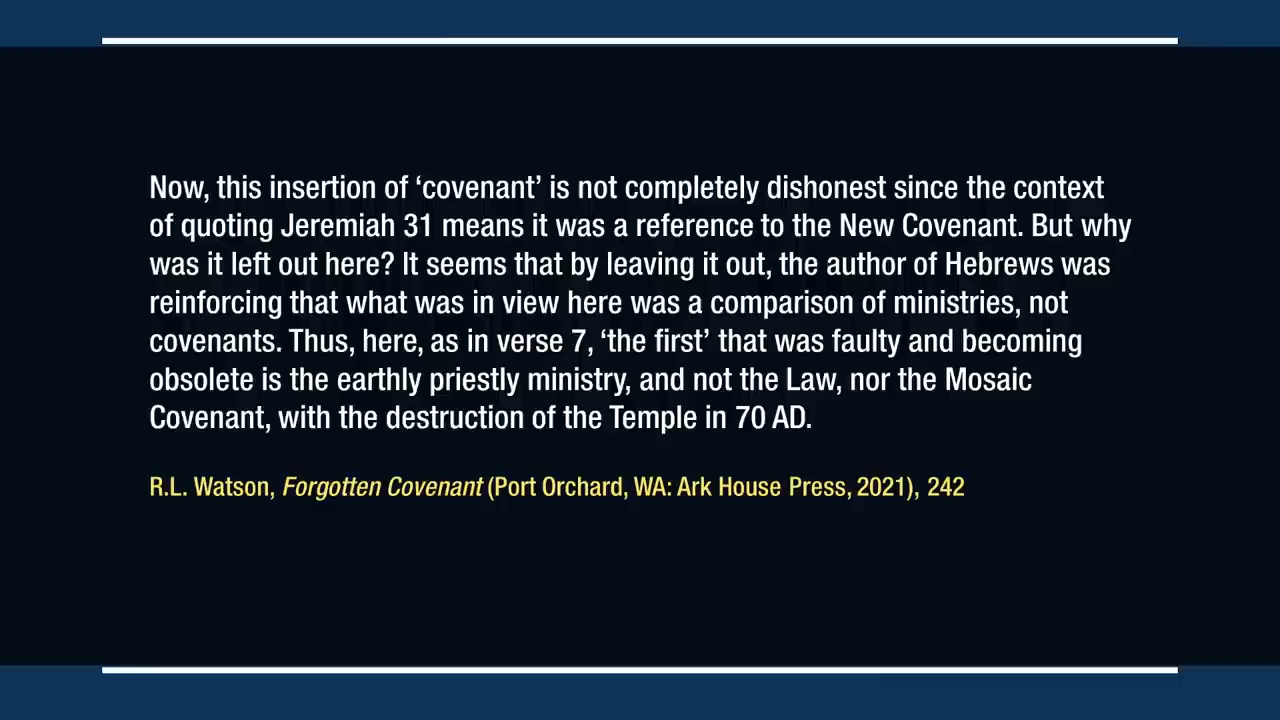 Now, this insertion of ‘covenant’ is not completely dishonest since the context
of quoting Jeremiah 31 means it was a reference to the New Covenant. But why
was it left out here? It seems that by leaving it out, the author of Hebrews was
reinforcing that what was in view here was a comparison of ministries, not
covenants. Thus, here, as in verse 7, ‘the first’ that was faulty and becoming
obsolete is the earthly priestly ministry, and not the Law, nor the Mosaic
Covenant, with the destruction of the Temple in 70 AD.
R.L. Watson, Forgotten Covenant (Port Orchard, WA: Ark House Press, 2021), 242